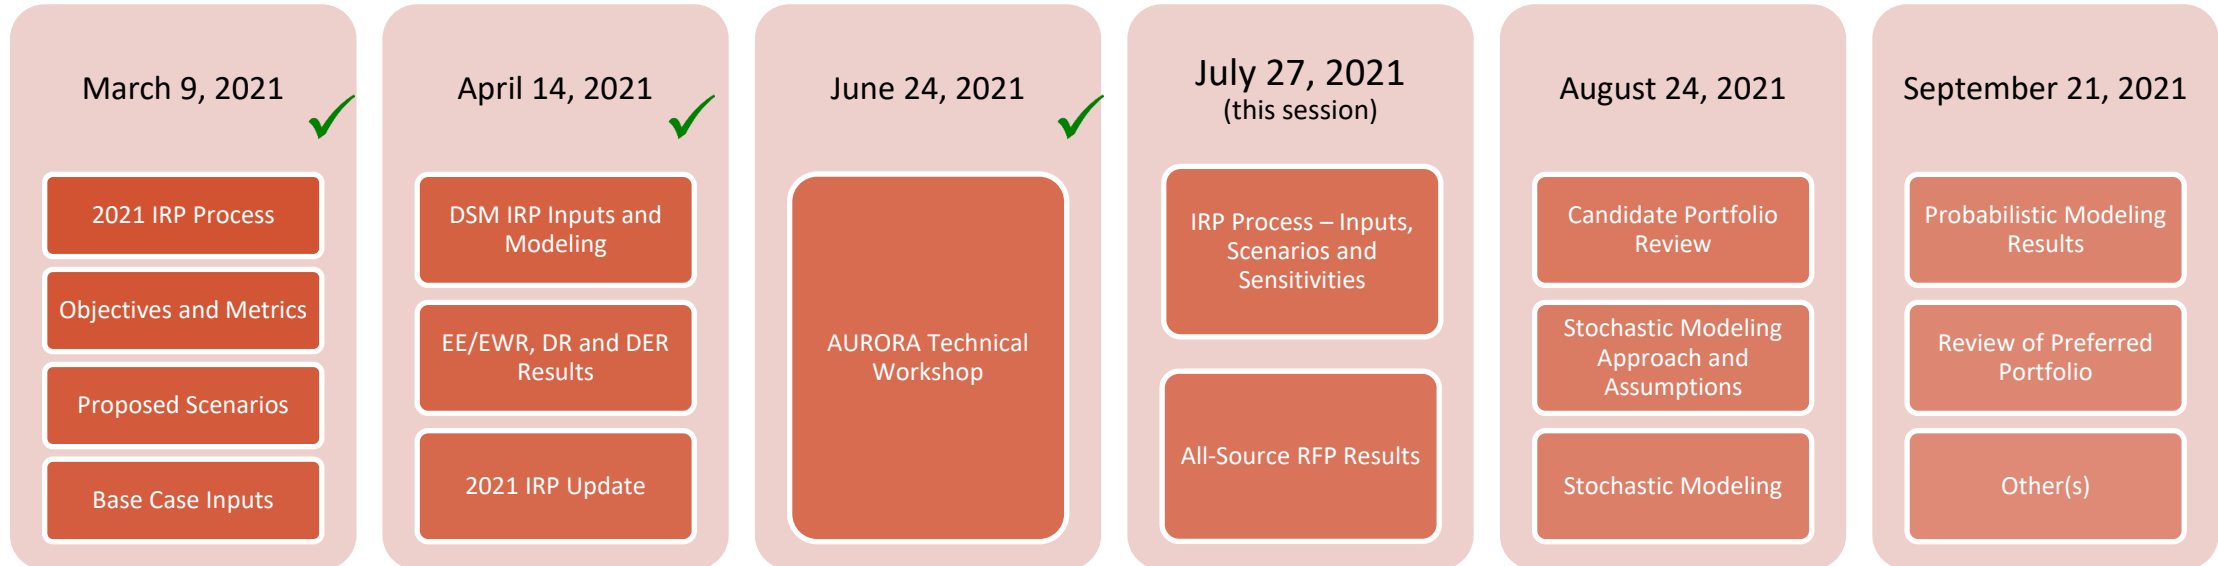 March 9, 2021
2021 IRP Process
Objectives and Metrics
Proposed Scenarios
Base Case Inputs
April 14, 2021
DSM IRP Inputs and
Modeling
EE/EWR, DR and DER
Results
2021 IRP Update
June 24, 2021
AURORA Technical
Workshop
July 27, 2021
(this session)
IRP Process – Inputs,
Scenarios and
Sensitivities
All-Source RFP Results
August 24, 2021
Candidate Portfolio
Review
Stochastic Modeling
Approach and
Assumptions
Stochastic Modeling
September 21, 2021
Probabilistic Modeling
Results
Review of Preferred
Portfolio
Other(s)